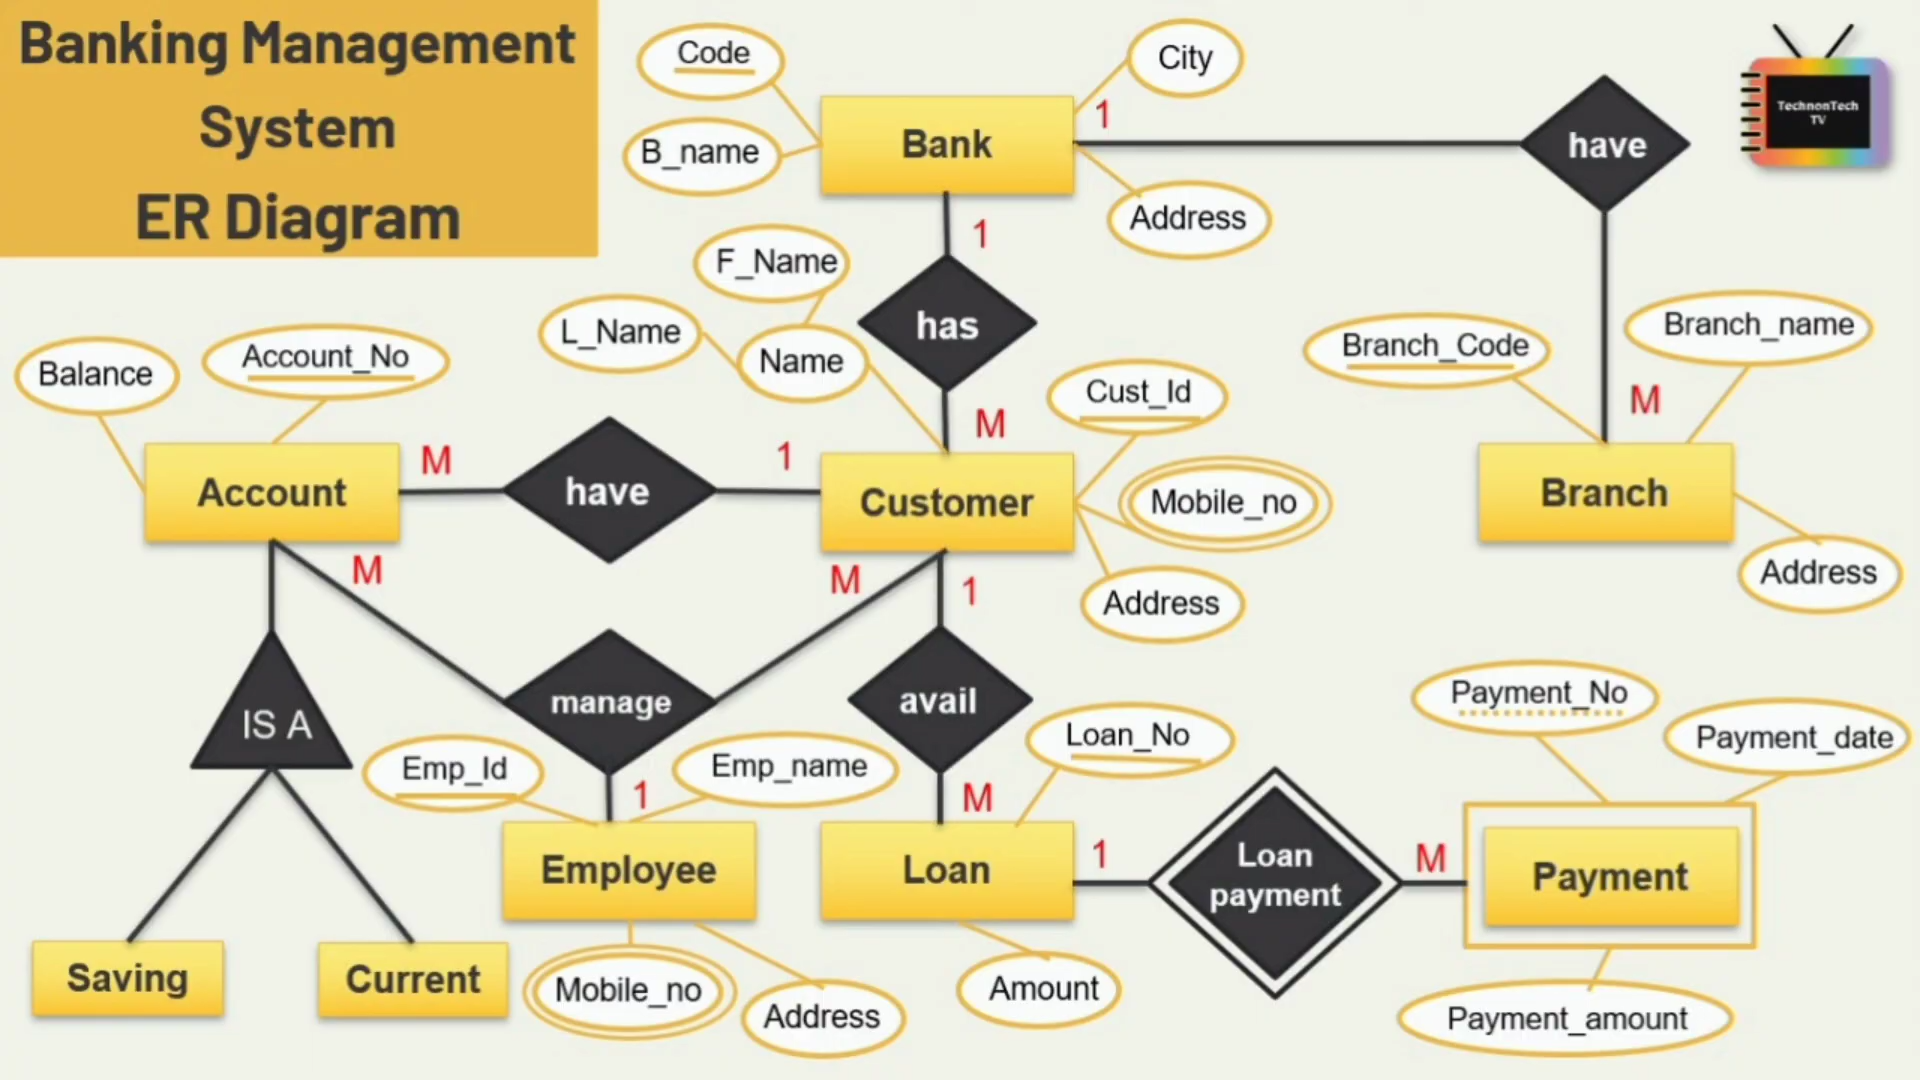 Banking Management
System
ER Diagram
Code
City
1
Bank
have
TechnonTech
TV
B_name
Address
1
F_Name
has
L_Name
Name
Branch_Code
Branch_name
Balance
Account_No
Cust_Id
M
M
M
1
Account
have
Customer
Mobile_no
Branch
M
M
1
Address
Address
IS A
manage
avail
Payment_No
Loan_No
Payment_date
Emp_Id
Emp_name
1
M
Employee
Loan
1
Loan
payment
M
Payment
Saving
Current
Mobile_no
Address
Amount
Payment_amount